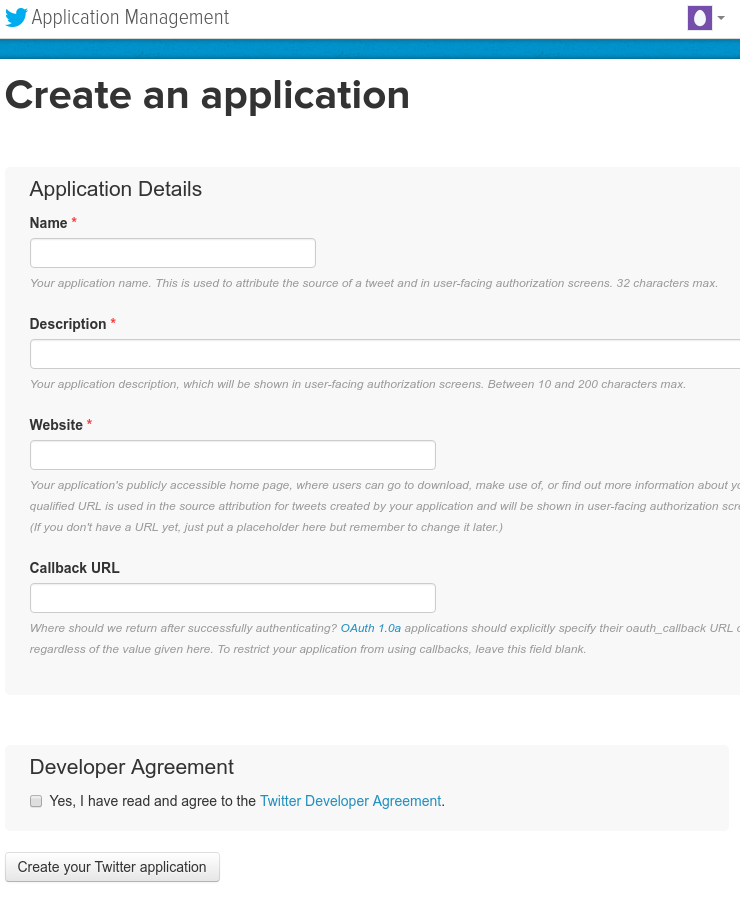 Application Management
Create an application
Application Details
Name *
Your application name. This is used to attribute the source of a tweet and in user-facing authorization screens. 32 characters max.
Description *
Your application description, which will be shown in user-facing authorization screens. Between 10 and 200 characters max.
Website *
Your application's publicly accessible home page, where users can go to download, make use of, or find out more information about
qualified URL is used in the source attribution for tweets created by your application and will be shown in user-facing authorization
(If you don't have a URL yet, just put a placeholder here but remember to change it later.)
Callback URL
Where should we return after successfully authenticating? OAuth 1.0a applications should explicitly specify their oauth_callback URL
regardless of the value given here. To restrict your application from using callbacks, leave this field blank.
Developer Agreement
Yes, I have read and agree to the Twitter Developer Agreement.
Create your Twitter application